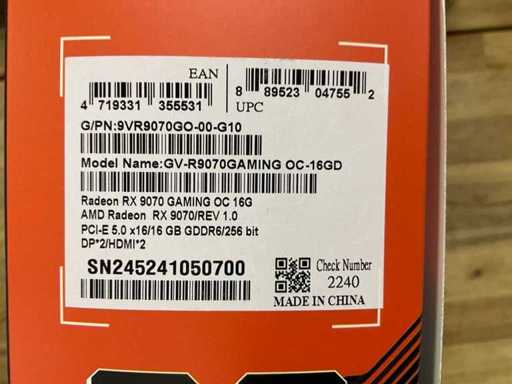 EAN
4 719331 355531
8 89523 04755 2
UPC
G/PN:9VR9070GO-00-G10
Model Name:GV-R9070GAMING OC-16GD
Radeon RX 9070 GAMING OC 16G
AMD Radeon RX 9070/REV 1.0
PCI-E 5.0 x16/16 GB GDDR6/256 bit
DP*2/HDMI*2
SN245241050700
Check Number
2240
MADE IN CHINA